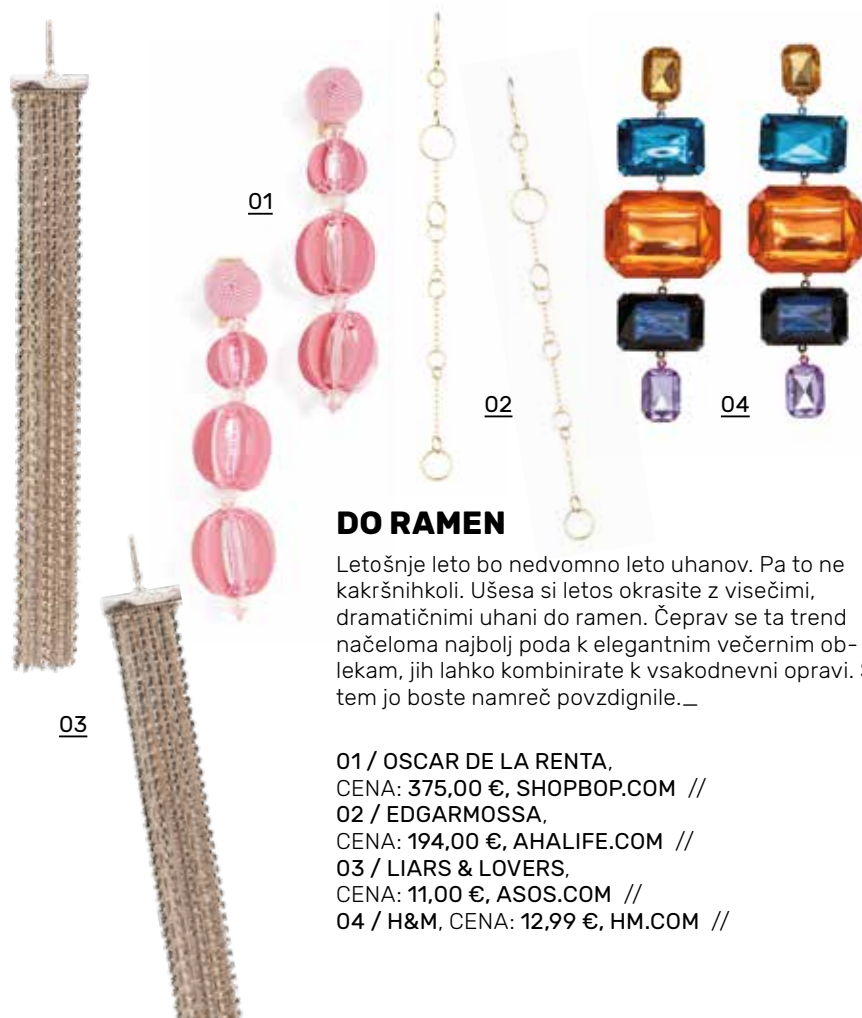 01
02
04
03
DO RAMEN
Letošnje leto bo nedvomno leto uhanov. Pa to ne
kakršnihkoli. Ušesa si letos okrasite z visečimi,
dramatičnimi uhani do ramen. Čeprav se ta trend
načeloma najbolj poda k elegantnim večernim ob-
lekam, jih lahko kombinirate k vsakodnevni opravi. S
tem jo boste namreč povzdignile._
01 / OSCAR DE LA RENTA,
CENA: 375,00 €, SHOPBOP.COM //
02 / EDGARMOSSA,
CENA: 194,00 €, AHALIFE.COM //
03 / LIARS & LOVERS,
CENA: 11,00 €, ASOS.COM //
04 / H&M, CENA: 12,99 €, HM.COM //